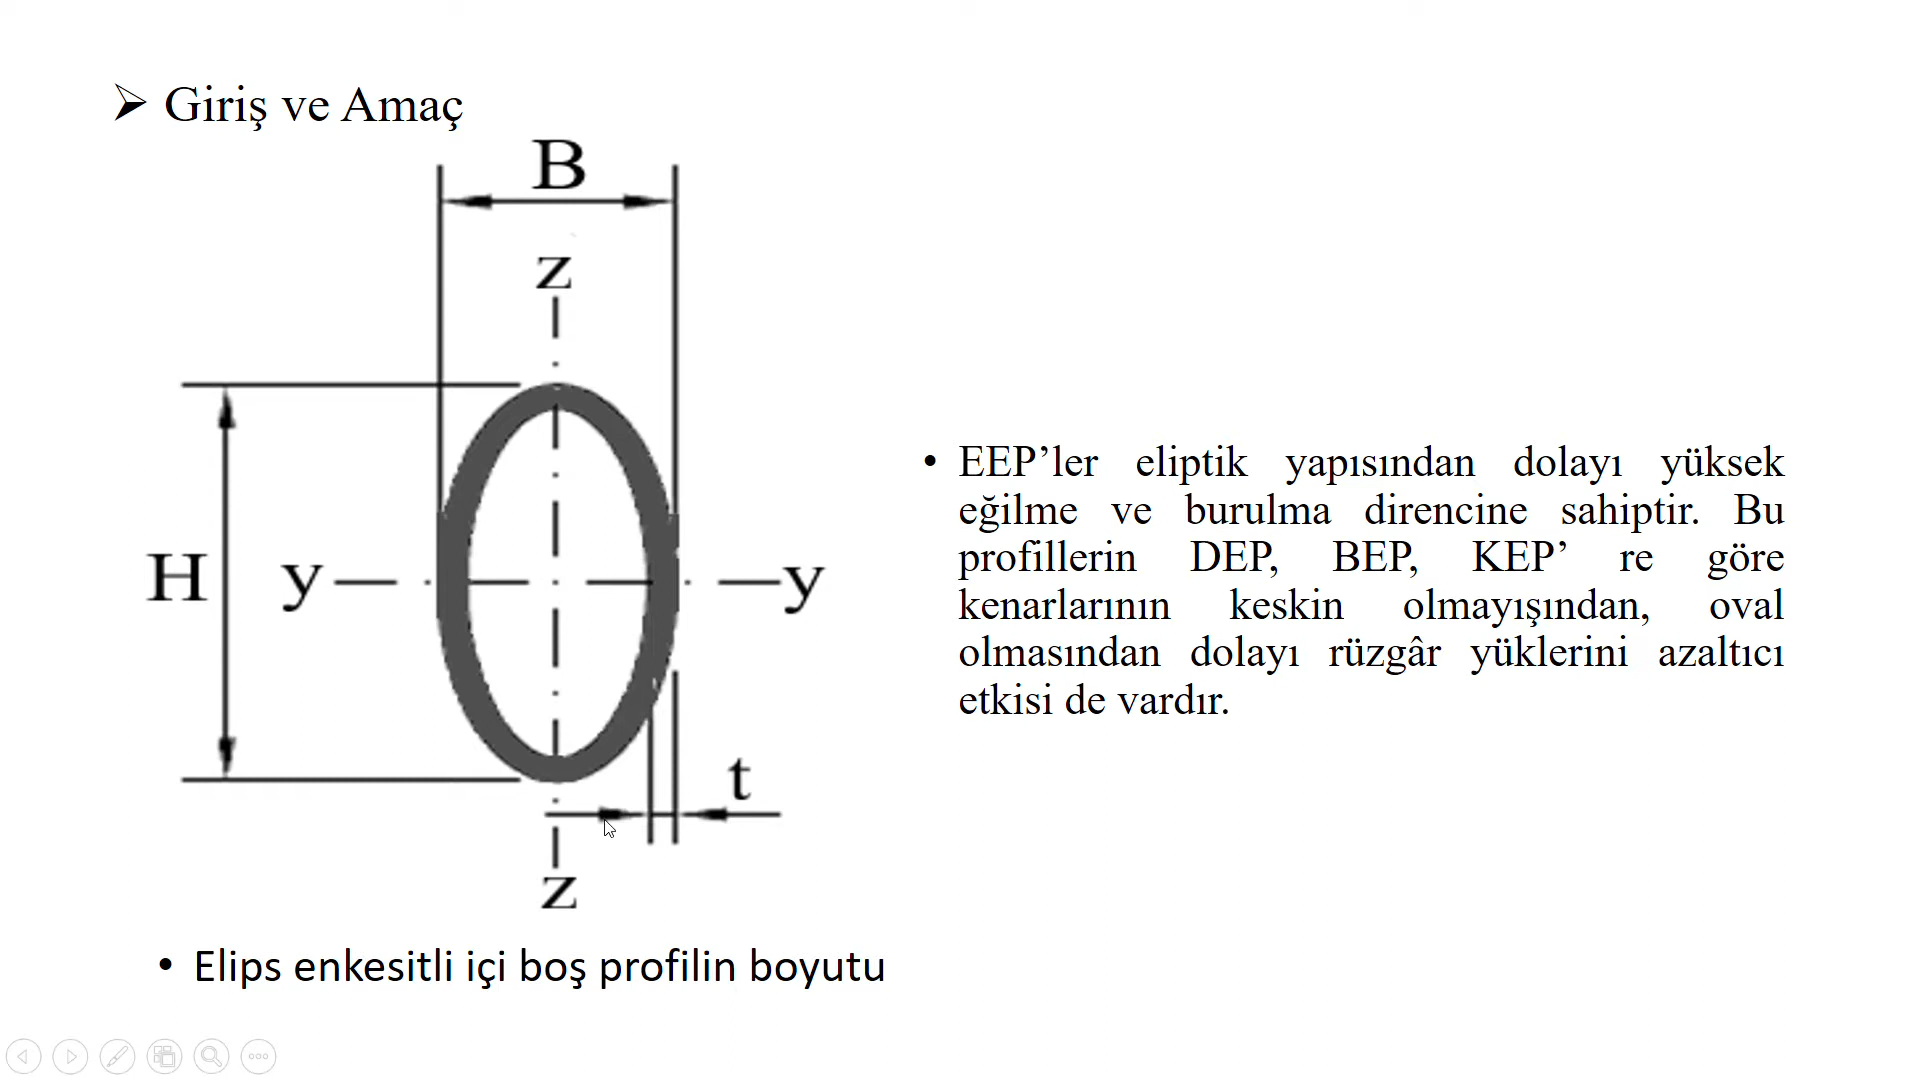 Giriş ve Amaç
B
z
H
y
y
t
z
• Elips enkesitli içi boş profilin boyutu
• EEP’ler eliptik yapısından dolayı yüksek
eğilme ve burulma direncine sahiptir. Bu
profillerin DEP, BEP, KEP’ re göre
kenarlarının keskin olmayışından, oval
olmasından dolayı rüzgâr yüklerini azaltıcı
etkisi de vardır.